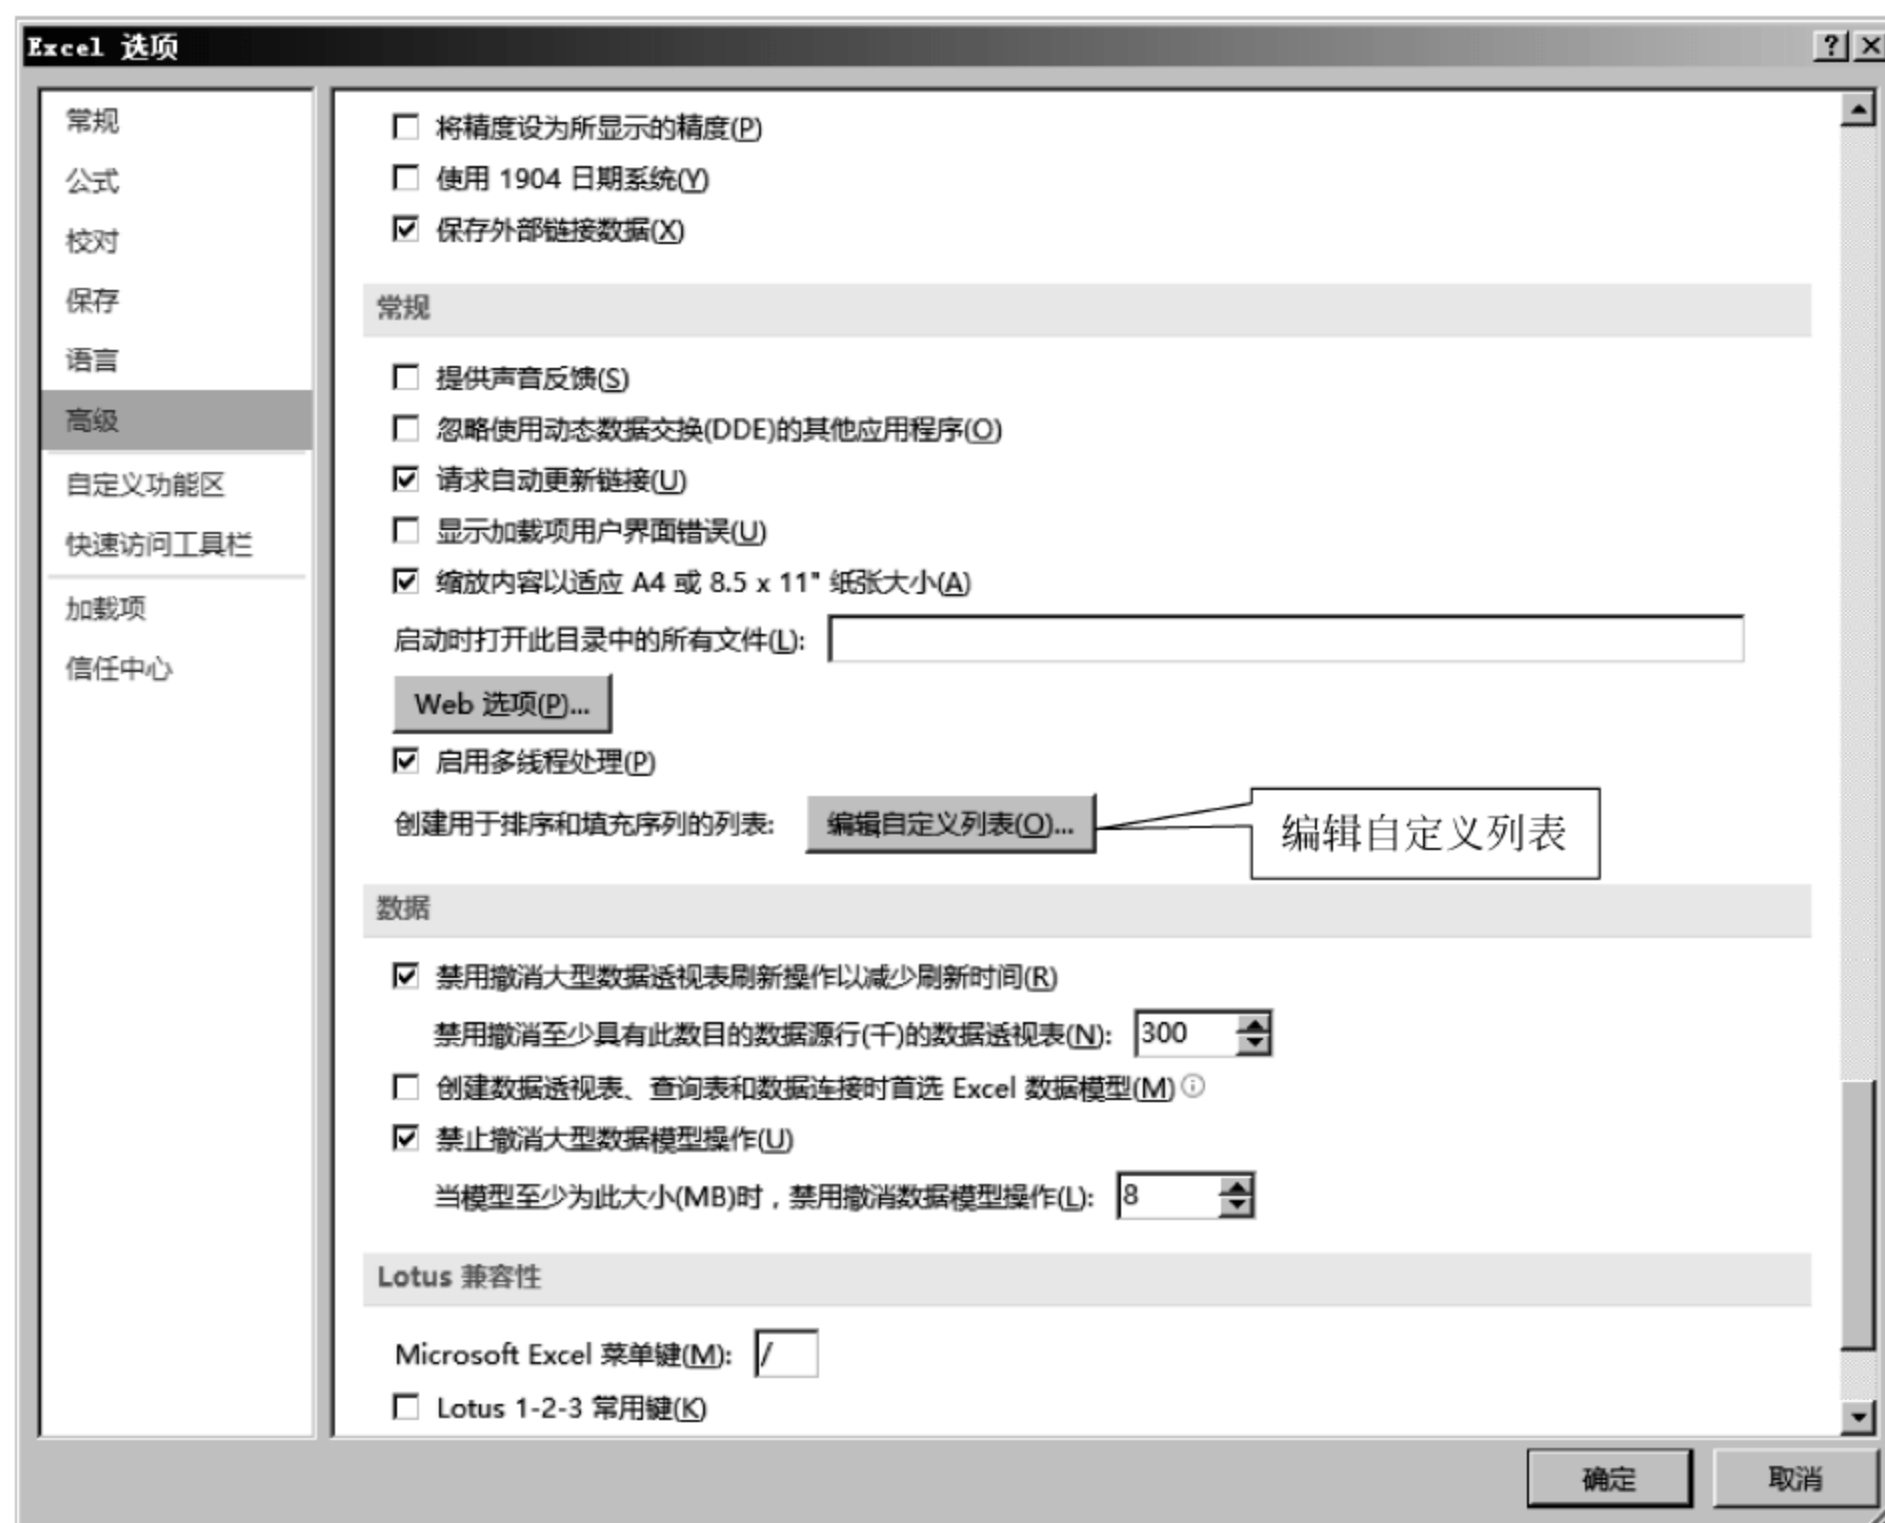 Excel 选项
常规
公式
校对
保存
语言
高级
自定义功能区
快速访问工具栏
加载项
信任中心
将精度设为所显示的精度(P)
使用 1904 日期系统(Y)
保存外部链接数据(X)
常规
提供声音反馈(S)
忽略使用动态数据交换(DDE)的其他应用程序(O)
请求自动更新链接(U)
显示加载项用户界面错误(U)
缩放内容以适应 A4 或 8.5 x 11" 纸张大小(A)
启动时打开此目录中的所有文件(L):
Web 选项(P)...
启用多线程处理(P)
创建用于排序和填充序列的列表: 编辑自定义列表(O)... 编辑自定义列表
数据
禁用撤消大型数据透视表刷新操作以减少刷新时间(R)
禁用撤消至少具有此数目的数据源行(千)的数据透视表(N): 300
创建数据透视表、查询表和数据连接时首选 Excel 数据模型(M)
禁止撤消大型数据模型操作(U)
当模型至少为此大小(MB)时，禁用撤消数据模型操作(L): 8
Lotus 兼容性
Microsoft Excel 菜单键(M): /
Lotus 1-2-3 常用键(K)
确定 取消